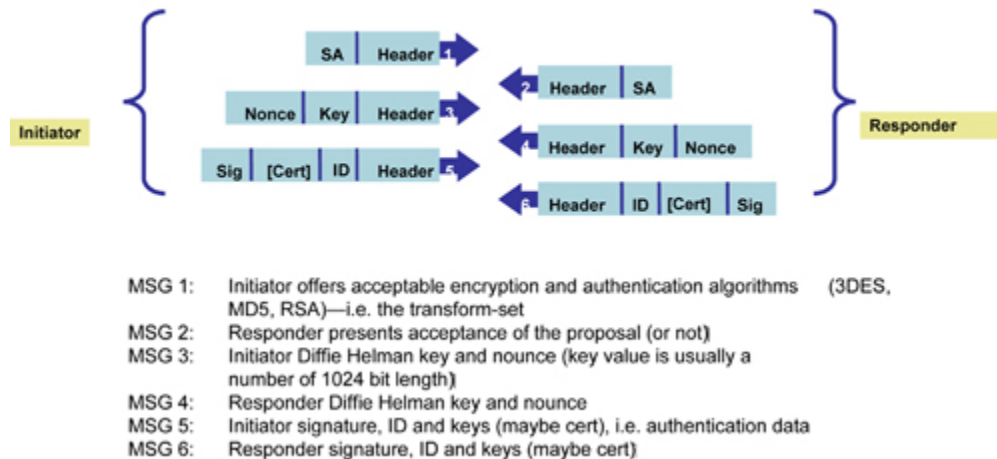 SA Header 1
2 Header SA
Nonce Key Header 3
Initiator
Responder
4 Header Key Nonce
Sig [Cert] ID Header 5
6 Header ID [Cert] Sig
MSG 1: Initiator offers acceptable encryption and authentication algorithms (3DES,
MD5, RSA)—i.e. the transform-set
MSG 2: Responder presents acceptance of the proposal (or not)
MSG 3: Initiator Diffie Helman key and nounce (key value is usually a
number of 1024 bit length)
MSG 4: Responder Diffie Helman key and nounce
MSG 5: Initiator signature, ID and keys (maybe cert), i.e. authentication data
MSG 6: Responder signature, ID and keys (maybe cert)